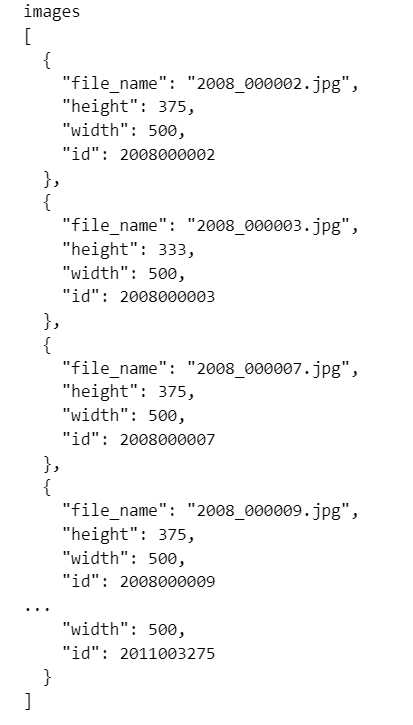 images
[
  {
    "file_name": "2008_000002.jpg",
    "height": 375,
    "width": 500,
    "id": 2008000002
  },
  {
    "file_name": "2008_000003.jpg",
    "height": 333,
    "width": 500,
    "id": 2008000003
  },
  {
    "file_name": "2008_000007.jpg",
    "height": 375,
    "width": 500,
    "id": 2008000007
  },
  {
    "file_name": "2008_000009.jpg",
    "height": 375,
    "width": 500,
    "id": 2008000009
...
    "width": 500,
    "id": 2011003275
  }
]